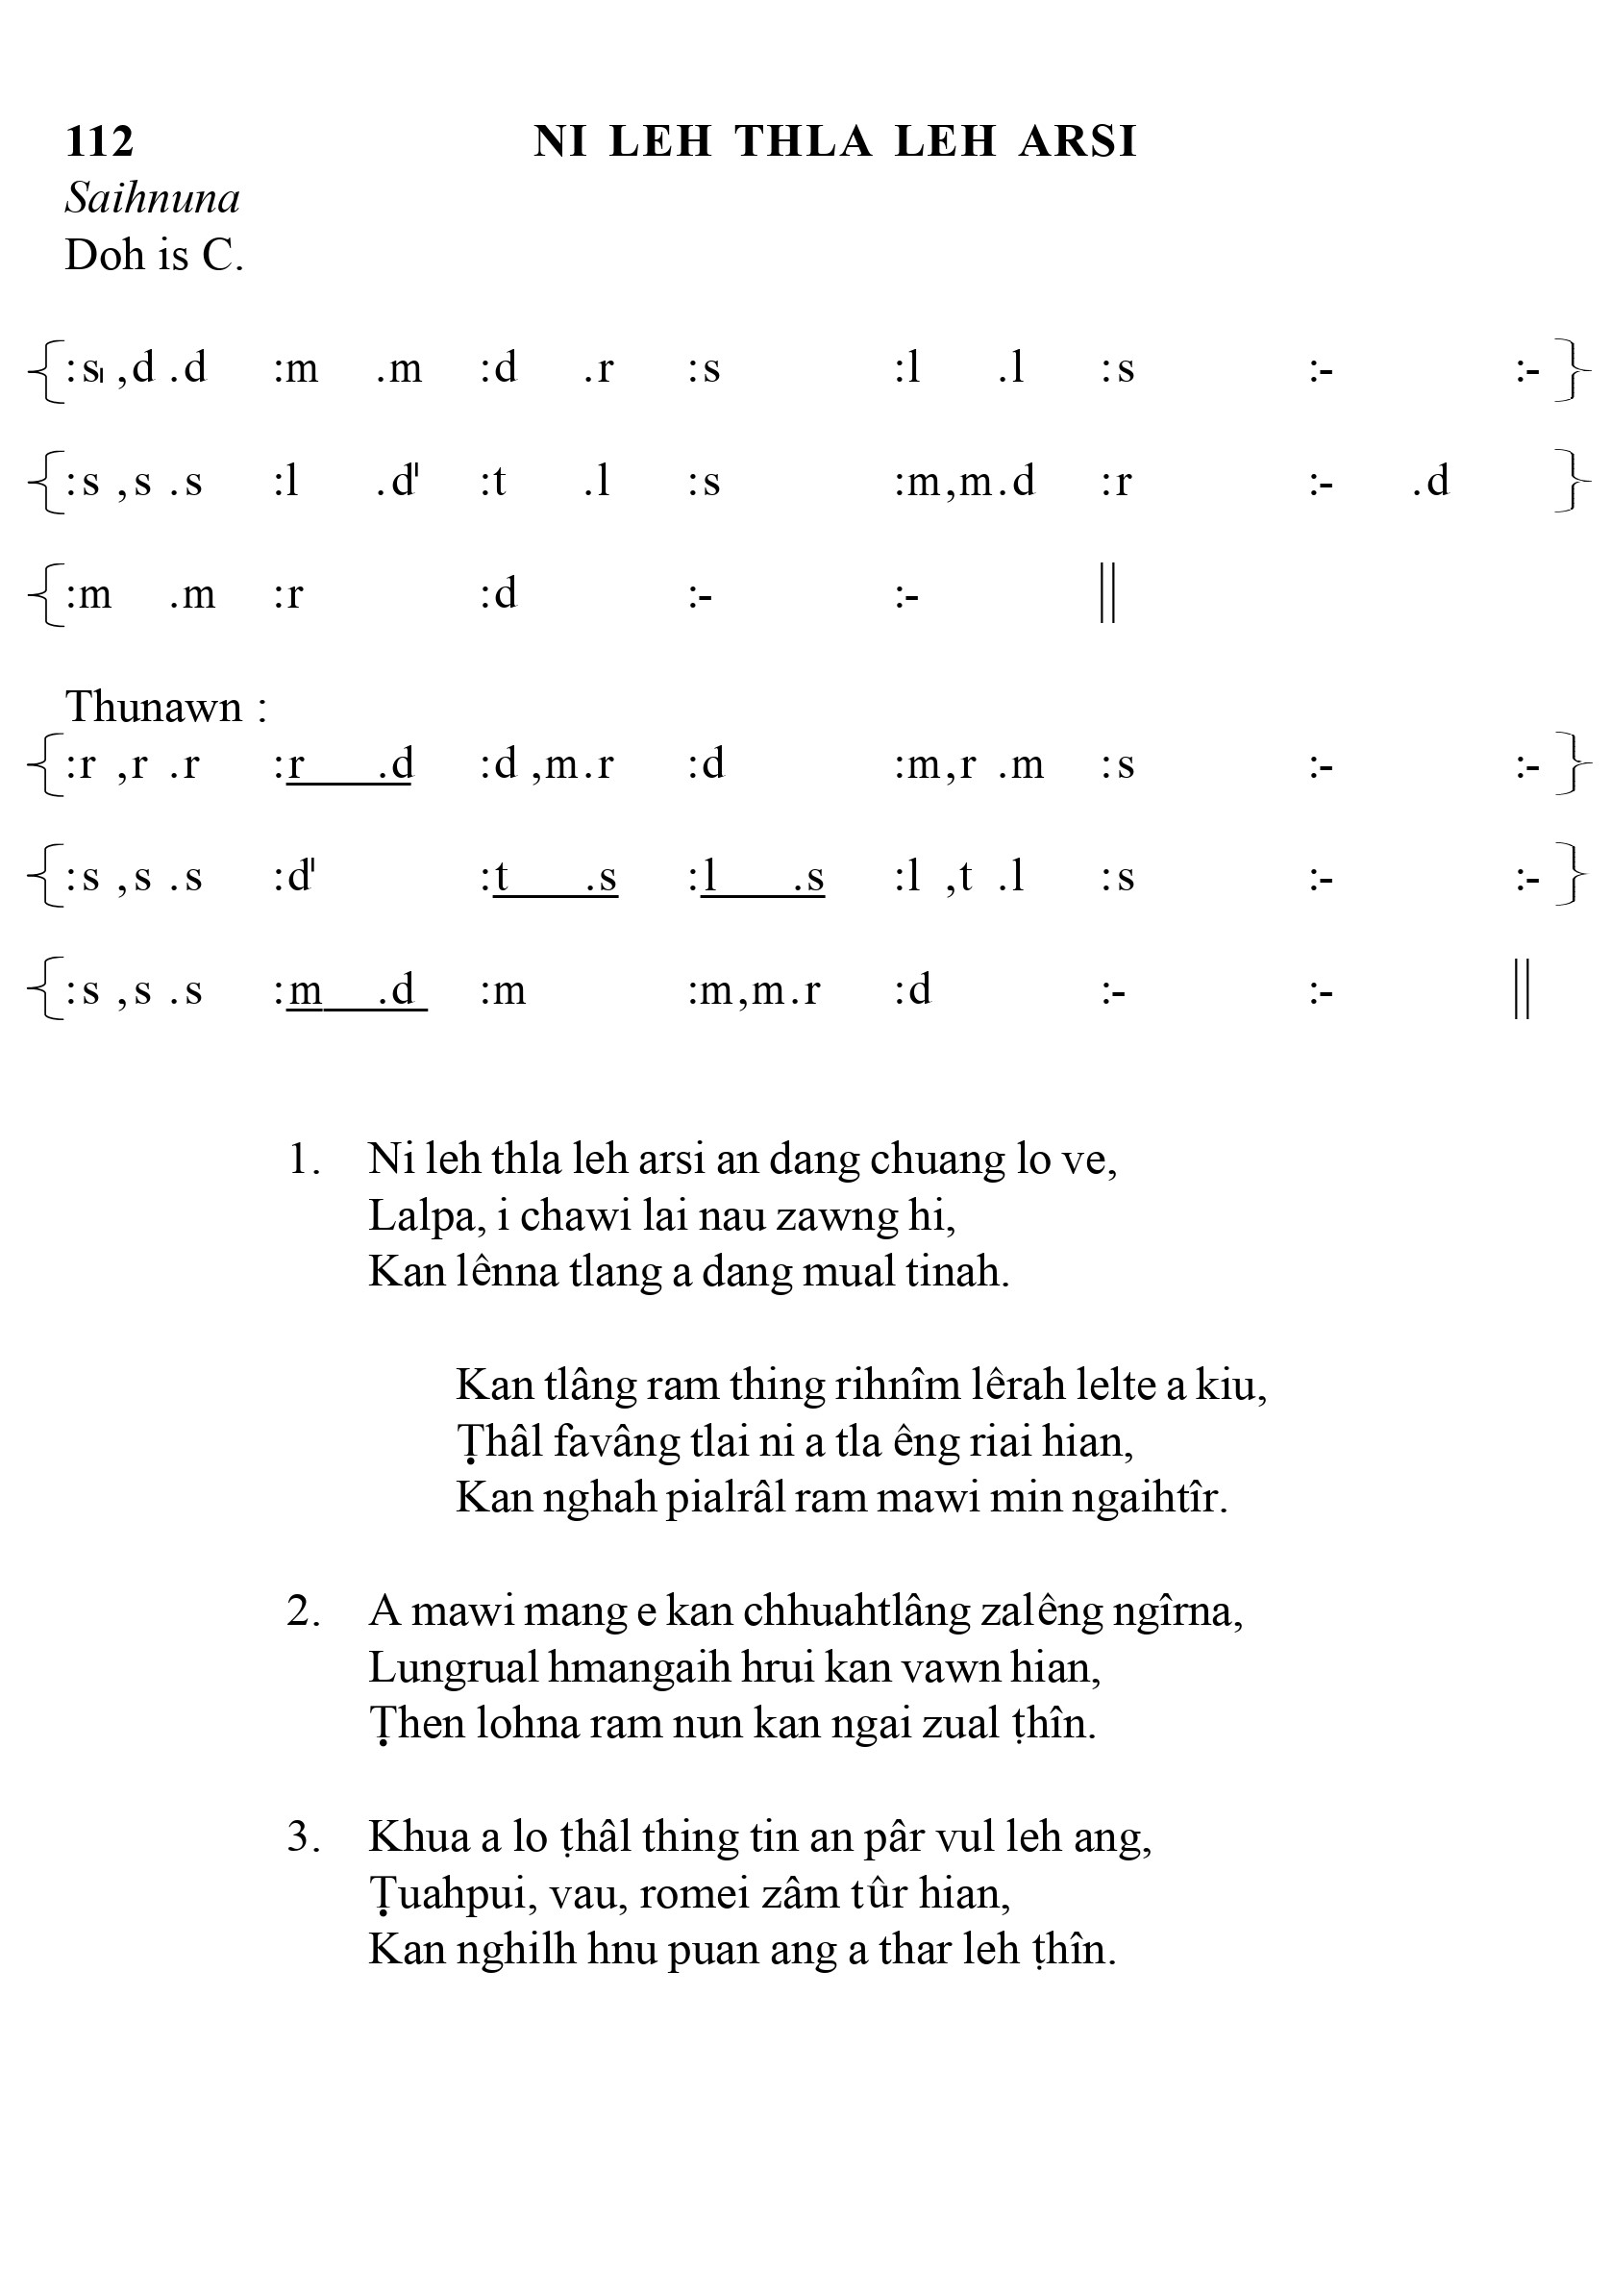 112 NI LEH THLA LEH ARSI
Saihnuna
Doh is C.
{:s, ,d .d :m .m :d .r :s :l .l :s :- :- }
{:s ,s .s :l .d' :t .l :s :m,m.d :r :- .d }
{:m .m :r :d :- :- ||
Thunawn :
{:r ,r .r :r .d :d ,m.r :d :m,r .m :s :- :- }
{:s ,s .s :d' :t .s :l .s :l ,t .l :s :- :- }
{:s ,s .s :m .d :m :m,m.r :d :- :- ||
1. Ni leh thla leh arsi an dang chuang lo ve,
Lalpa, i chawi lai nau zawng hi,
Kan lênna tlang a dang mual tinah.
Kan tlâng ram thing rihnîm lêrah lelte a kiu,
Ṭhâl favâng tlai ni a tla êng riai hian,
Kan nghah pialrâl ram mawi min ngaihtîr.
2. A mawi mang e kan chhuahtlâng zalêng ngîrna,
Lungrual hmangaih hrui kan vawn hian,
Ṭhen lohna ram nun kan ngai zual ṭhîn.
3. Khua a lo ṭhâl thing tin an pâr vul leh ang,
Ṭuahpui, vau, romei zâm tûr hian,
Kan nghilh hnu puan ang a thar leh ṭhîn.